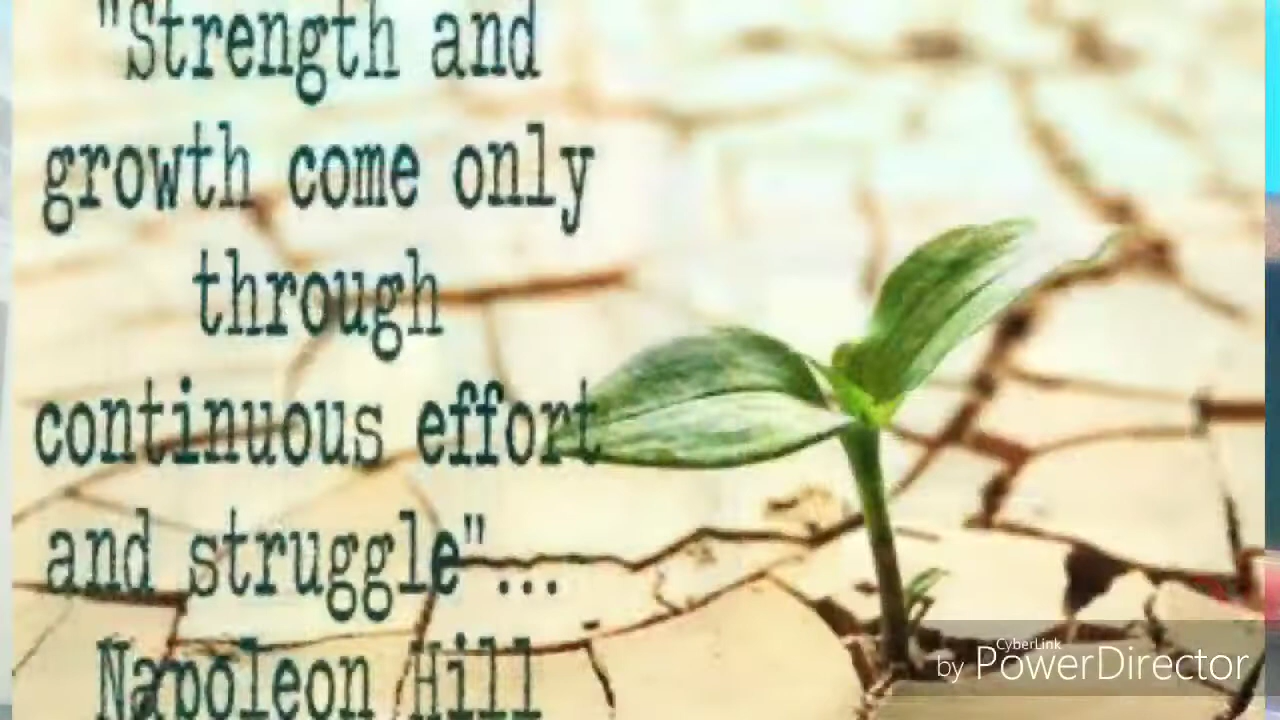 "Strength and
growth come only
through
continuous effort
and struggle"...
Napoleon Hill
CyberLink
by PowerDirector